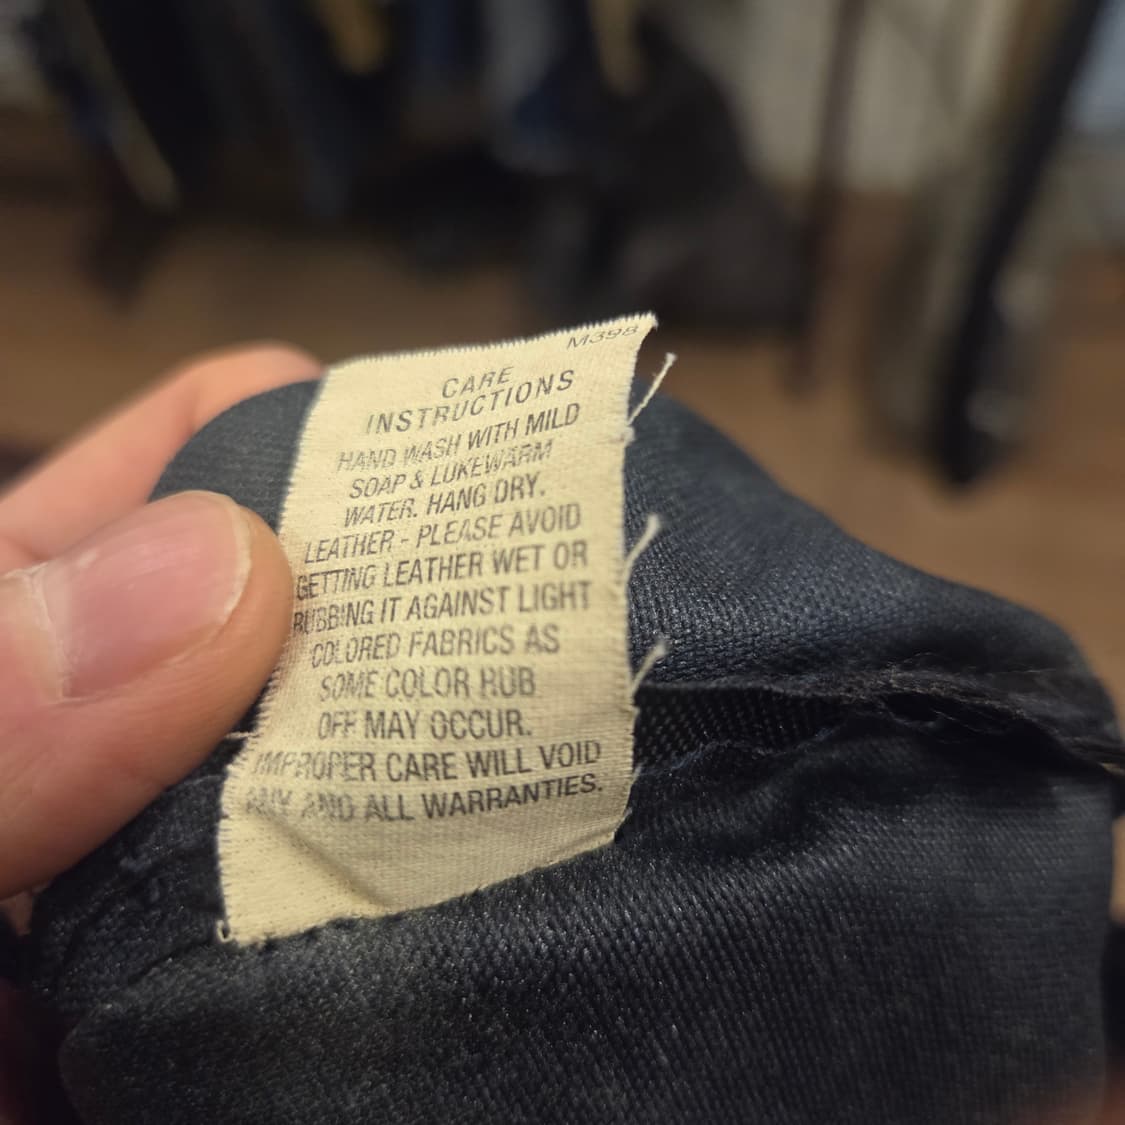 M398
CARE
INSTRUCTIONS
HAND WASH WITH MILD
SOAP & LUKEWARM
WATER. HANG DRY.
LEATHER - PLEASE AVOID
GETTING LEATHER WET OR
RUBBING IT AGAINST LIGHT
COLORED FABRICS AS
SOME COLOR RUB
OFF MAY OCCUR.
IMPROPER CARE WILL VOID
ANY AND ALL WARRANTIES.